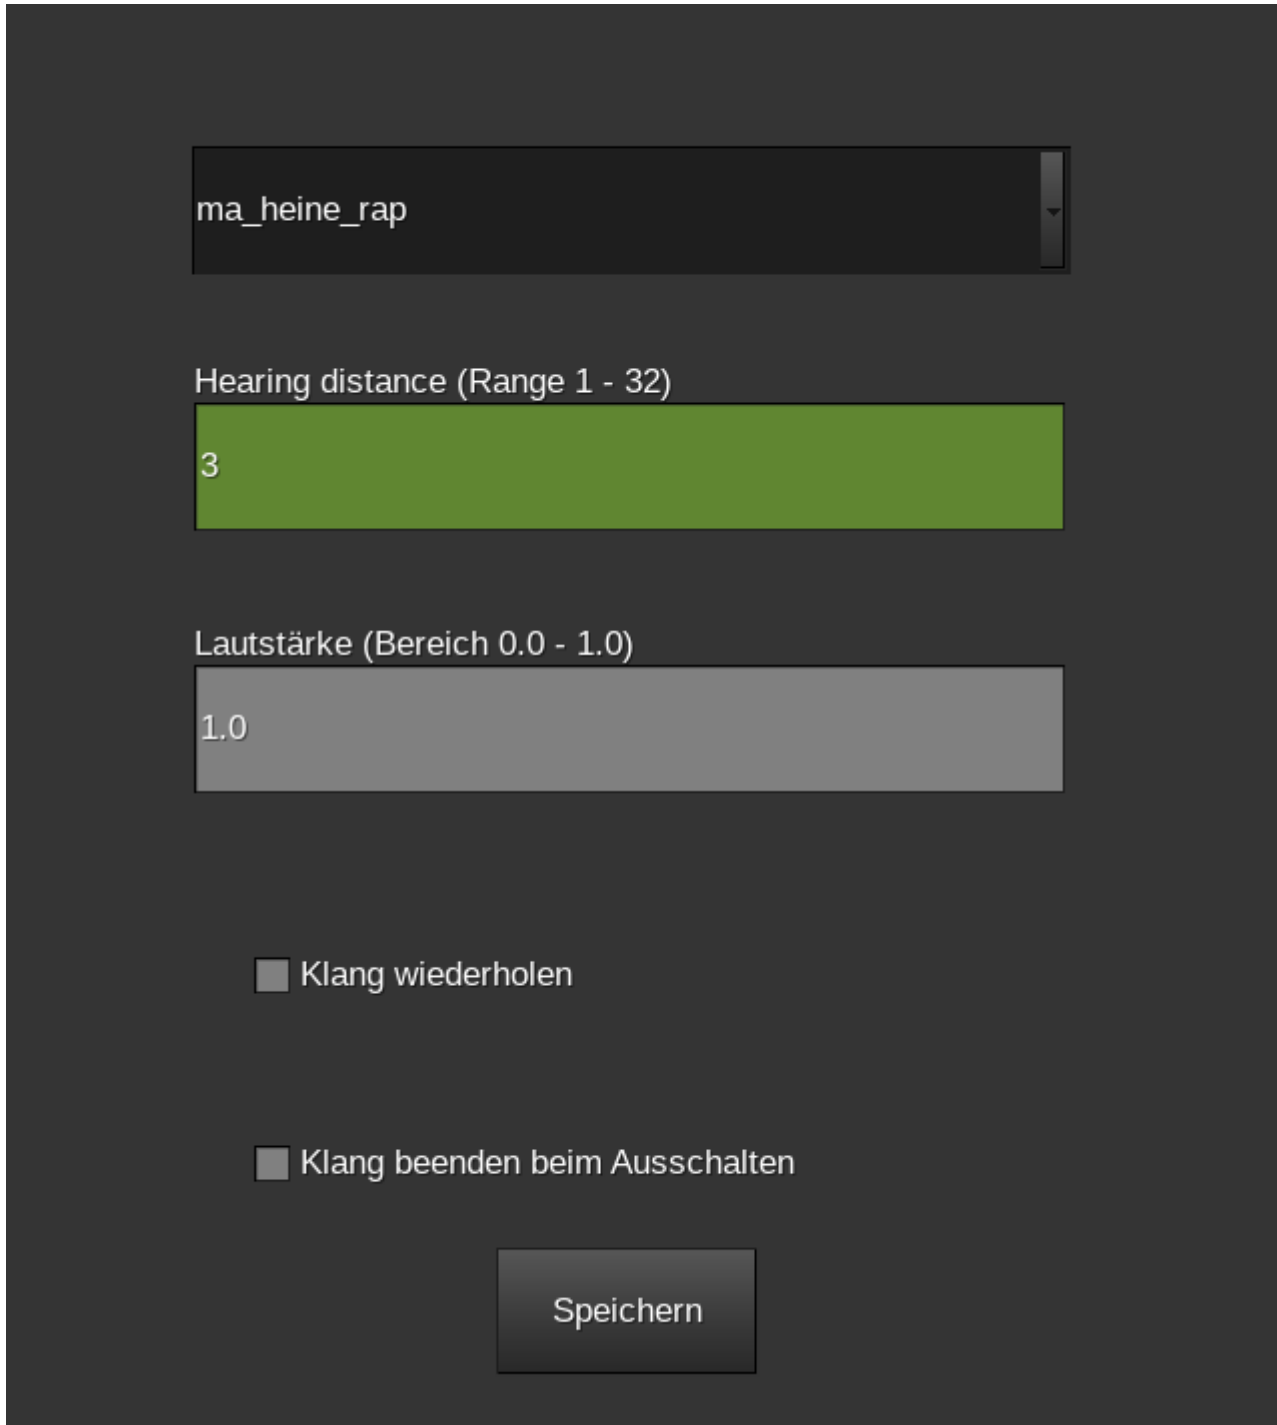 ma_heine_rap
Hearing distance (Range 1 - 32)
3
Lautstärke (Bereich 0.0 - 1.0)
1.0
Klang wiederholen
Klang beenden beim Ausschalten
Speichern